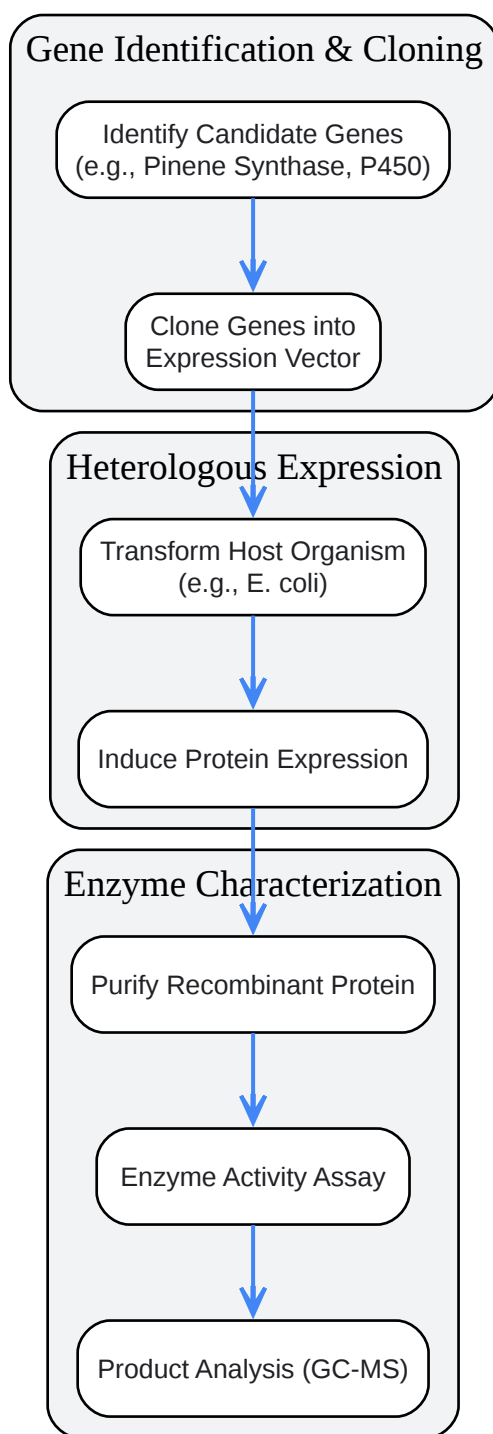 Gene Identification & Cloning
Identify Candidate Genes
(e.g., Pinene Synthase, P450)
Clone Genes into
Expression Vector
Heterologous Expression
Transform Host Organism
(e.g., E. coli)
Induce Protein Expression
Enzyme Characterization
Purify Recombinant Protein
Enzyme Activity Assay
Product Analysis (GC-MS)